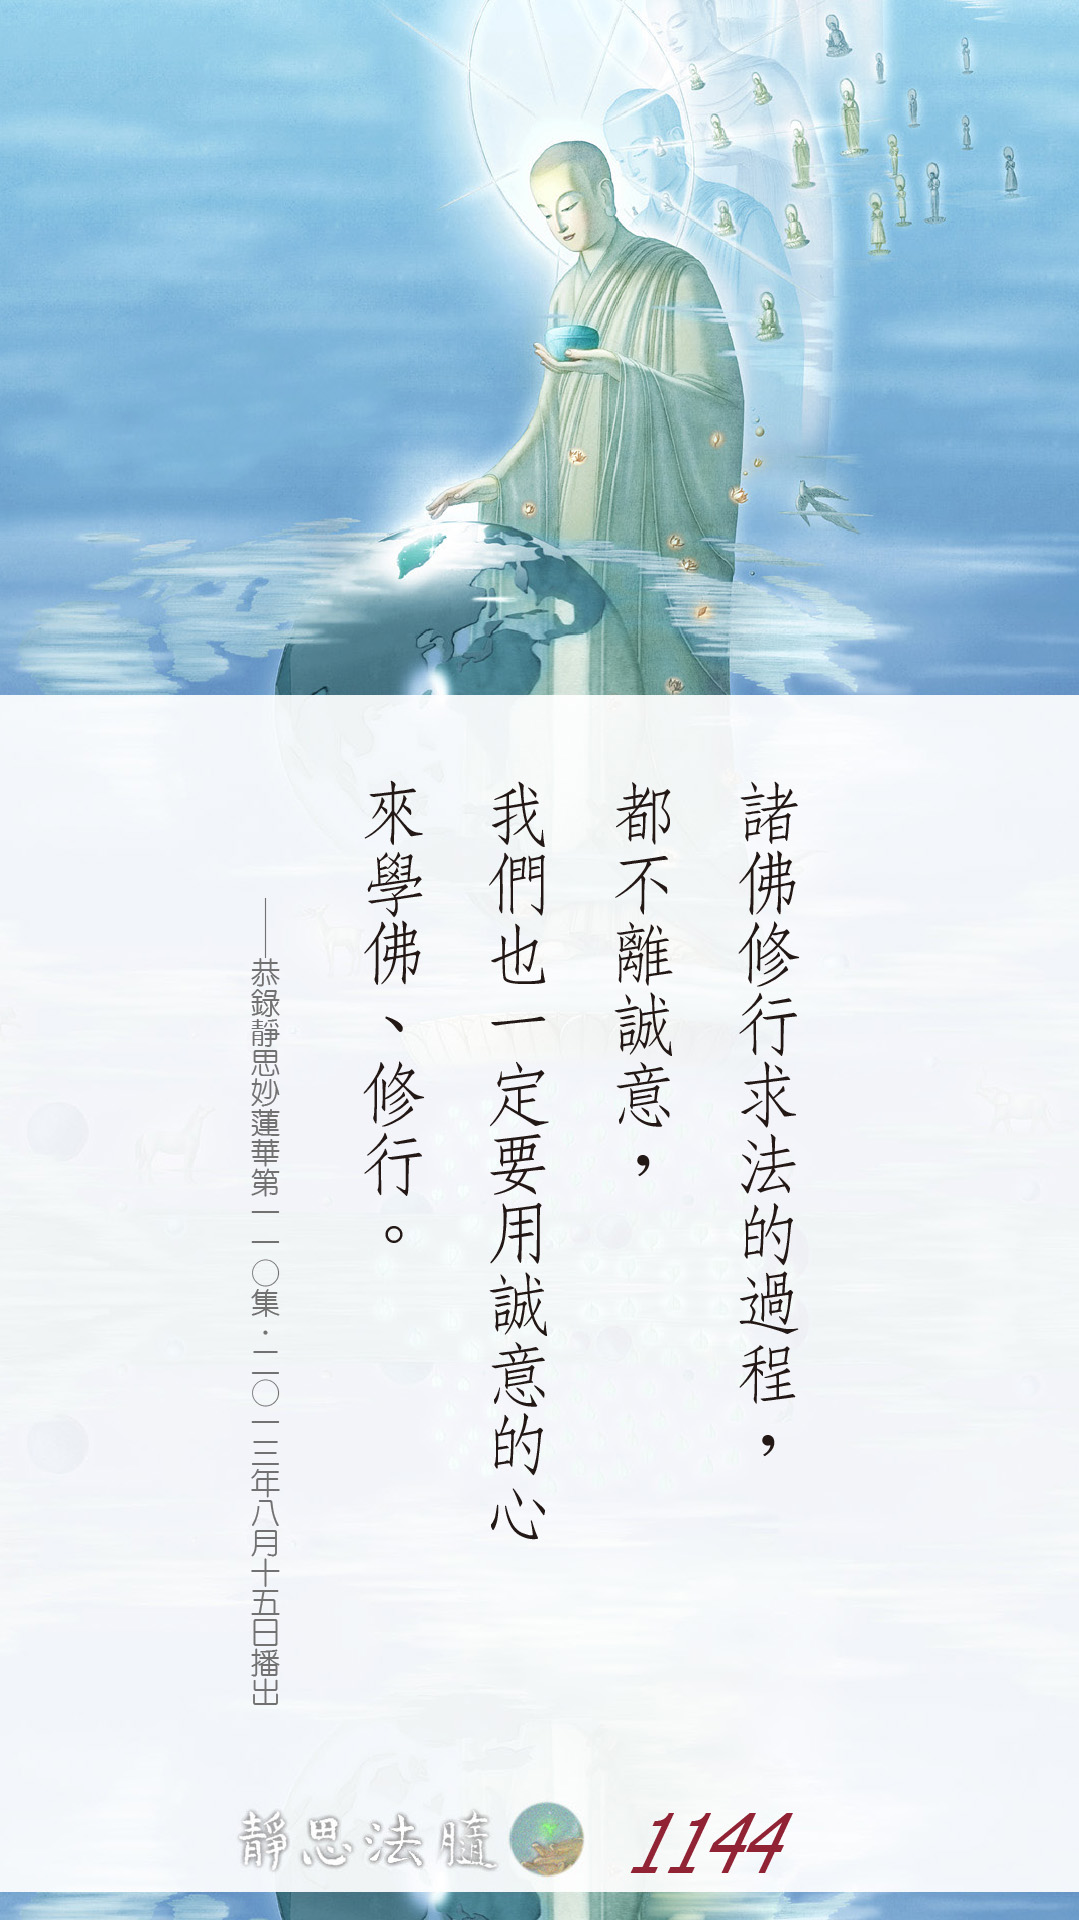 諸佛修行求法的過程，
都不離誠意，
我們也一定要用誠意的心
來學佛、修行。
——恭錄靜思妙蓮華第一一〇集·二〇一三年八月十五日播出
靜思法髓
1144